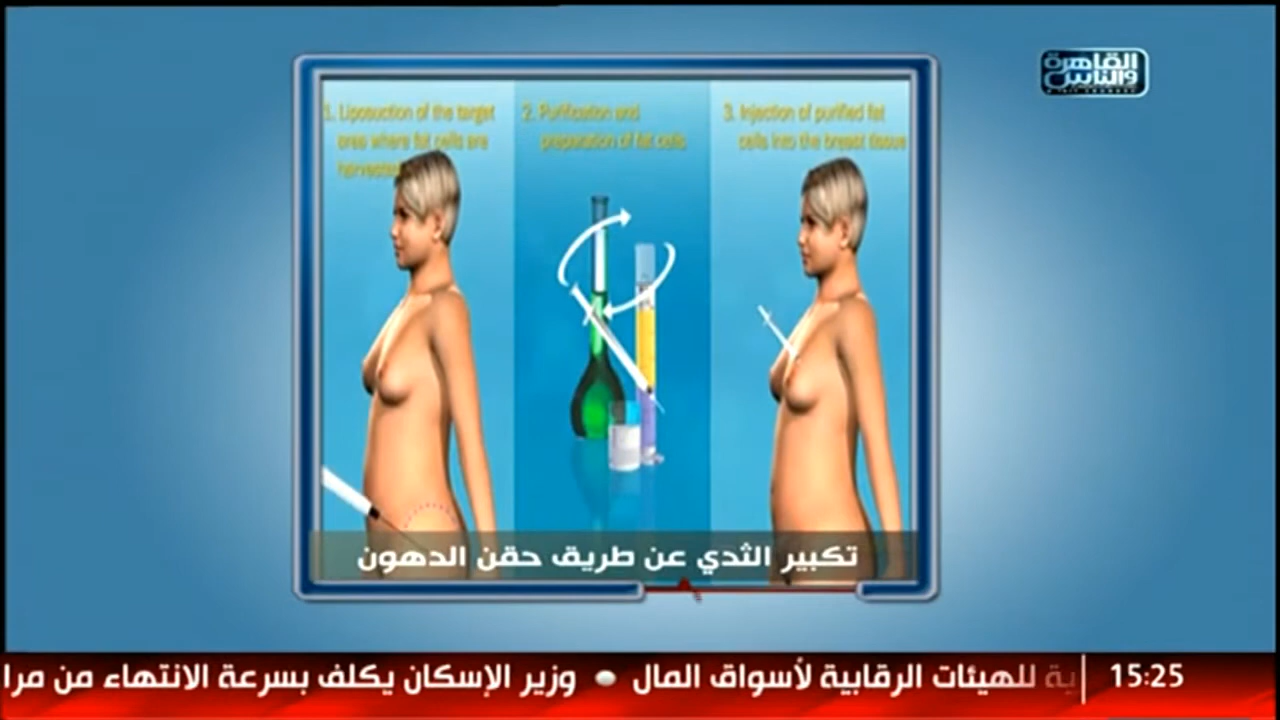 القاهرة
والناس
1. Liposuction of the target
area where fat cells are
harvested
2. Purification and
preparation of fat cells
3. Injection of purified fat
cells into the breast tissue
تكبير الثدي عن طريق حقن الدهون
15:25
ية للهيئات الرقابية لأسواق المال ● وزير الإسكان يكلف بسرعة الانتهاء من